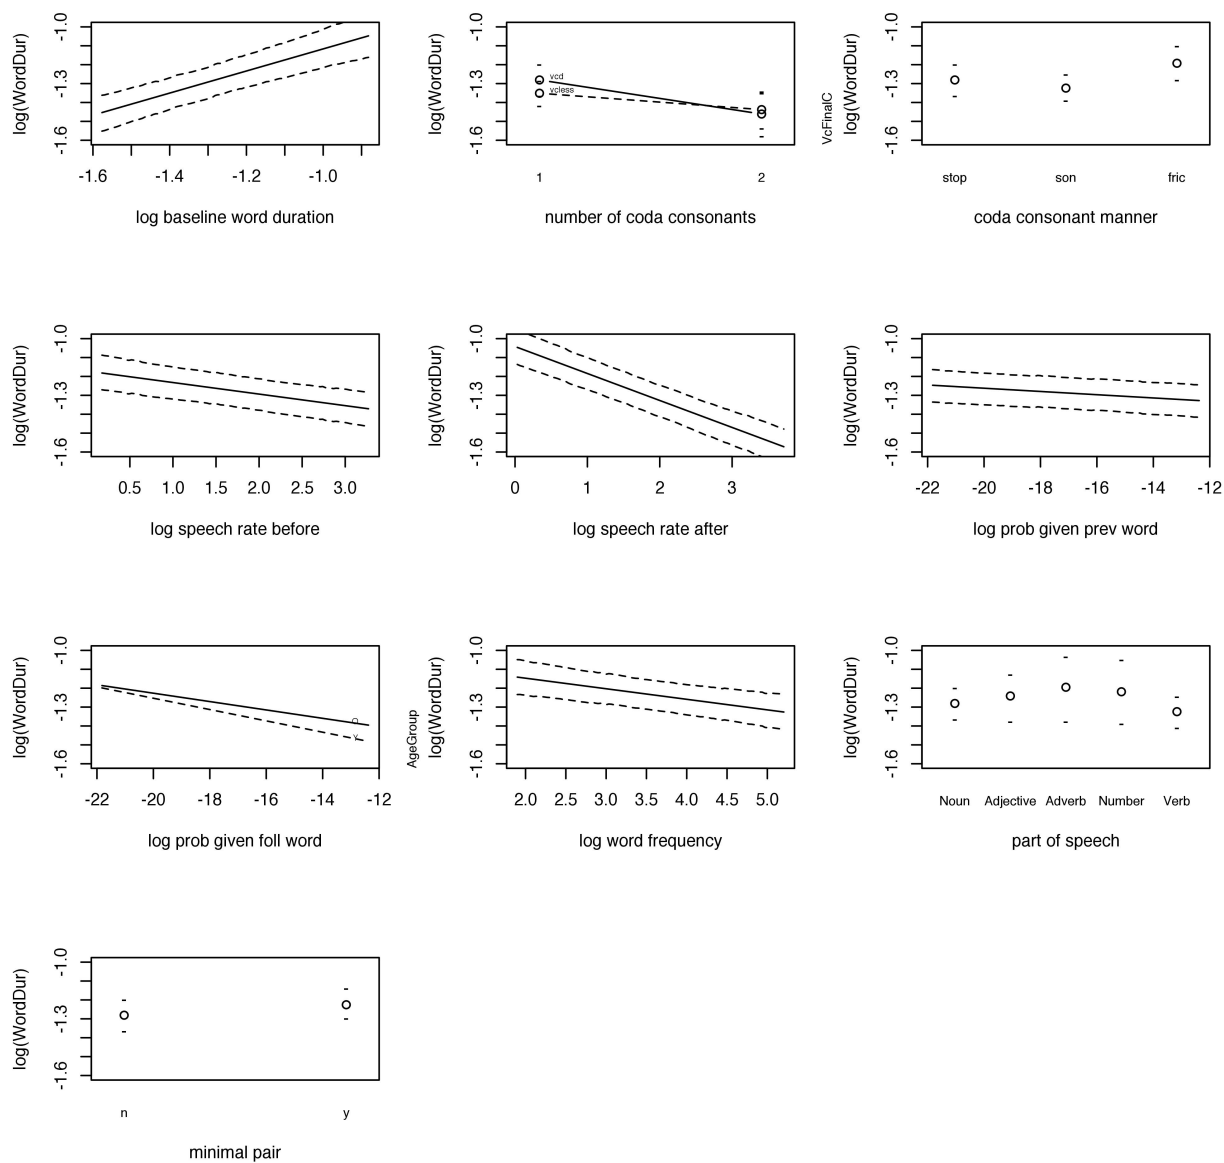 log(WordDur)
-1.6 -1.3 -1.0
-1.6 -1.4 -1.2 -1.0
log baseline word duration
log(WordDur)
-1.6 -1.3 -1.0
vcd
vcless
1 2
number of coda consonants
VcFinalC
log(WordDur)
-1.6 -1.3 -1.0
stop son fric
coda consonant manner
log(WordDur)
-1.6 -1.3 -1.0
0.5 1.0 1.5 2.0 2.5 3.0
log speech rate before
log(WordDur)
-1.6 -1.3 -1.0
0 1 2 3
log speech rate after
log(WordDur)
-1.6 -1.3 -1.0
-22 -20 -18 -16 -14 -12
log prob given prev word
log(WordDur)
-1.6 -1.3 -1.0
O
Y
-22 -20 -18 -16 -14 -12
log prob given foll word
AgeGroup
log(WordDur)
-1.6 -1.3 -1.0
2.0 2.5 3.0 3.5 4.0 4.5 5.0
log word frequency
log(WordDur)
-1.6 -1.3 -1.0
Noun Adjective Adverb Number Verb
part of speech
log(WordDur)
-1.6 -1.3 -1.0
n y
minimal pair